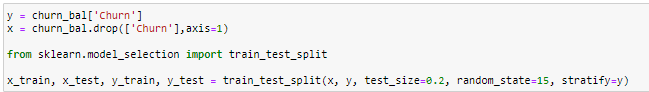 y = churn_bal['Churn']
x = churn_bal.drop(['Churn'],axis=1)
from sklearn.model_selection import train_test_split
x_train, x_test, y_train, y_test = train_test_split(x, y, test_size=0.2, random_state=15, stratify=y)